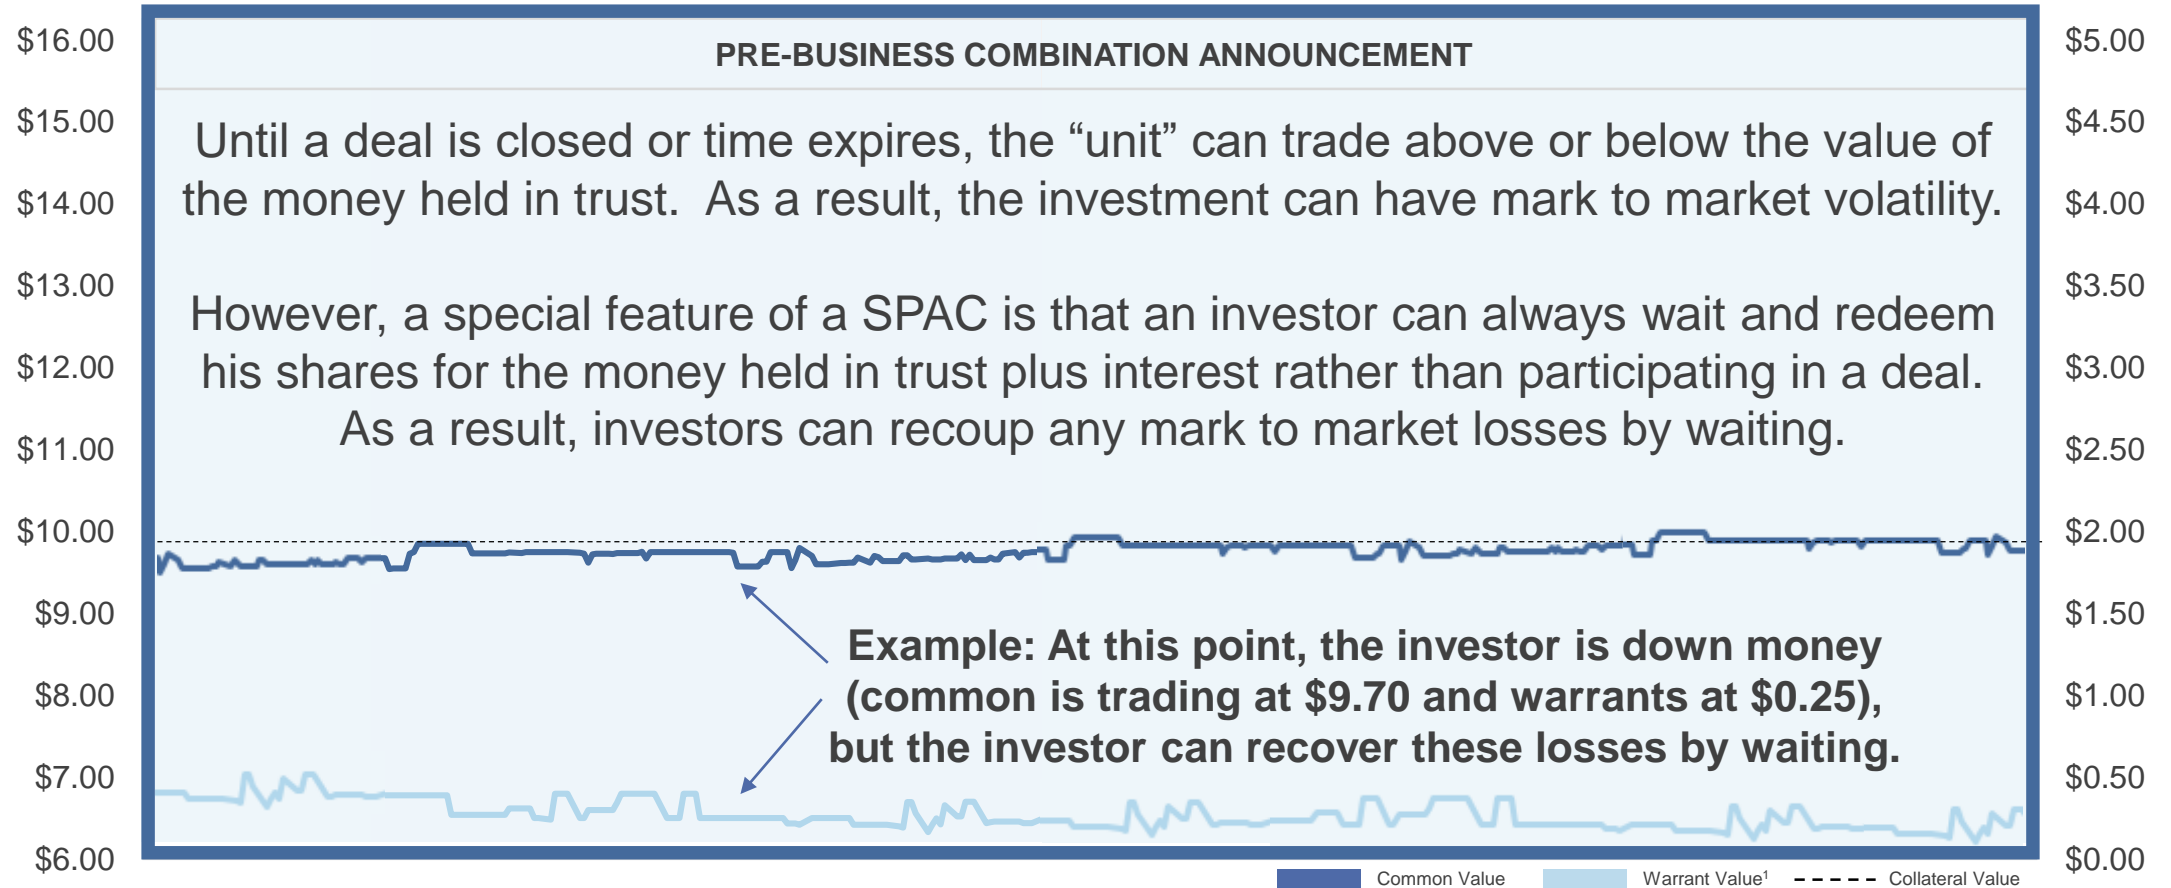 PRE-BUSINESS COMBINATION ANNOUNCEMENT
Until a deal is closed or time expires, the “unit” can trade above or below the value of
the money held in trust.  As a result, the investment can have mark to market volatility.
However, a special feature of a SPAC is that an investor can always wait and redeem
his shares for the money held in trust plus interest rather than participating in a deal.
As a result, investors can recoup any mark to market losses by waiting.
Example: At this point, the investor is down money
(common is trading at $9.70 and warrants at $0.25),
but the investor can recover these losses by waiting.
$16.00
$15.00
$14.00
$13.00
$12.00
$11.00
$10.00
$9.00
$8.00
$7.00
$6.00
$5.00
$4.50
$4.00
$3.50
$3.00
$2.50
$2.00
$1.50
$1.00
$0.50
$0.00
Common Value
Warrant Value¹
Collateral Value